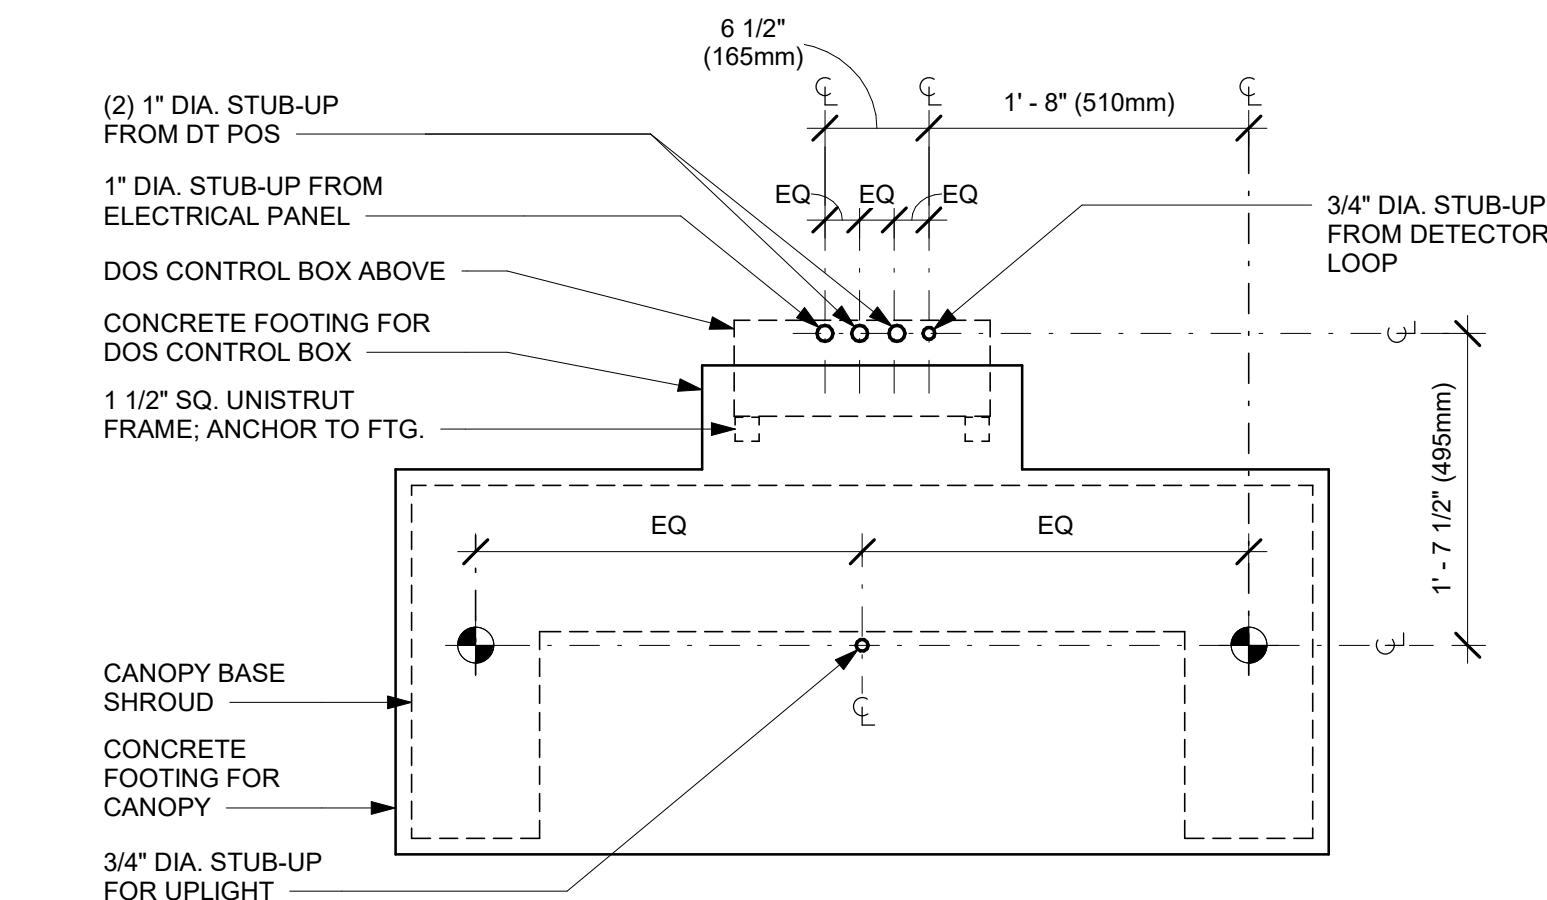 6 1/2"
(165mm)
℄
℄
℄
1' - 8" (510mm)
(2) 1" DIA. STUB-UP
FROM DT POS
1" DIA. STUB-UP FROM
ELECTRICAL PANEL
EQ
EQ
EQ
3/4" DIA. STUB-UP
FROM DETECTOR
LOOP
DOS CONTROL BOX ABOVE
CONCRETE FOOTING FOR
DOS CONTROL BOX
℄
1 1/2" SQ. UNISTRUT
FRAME; ANCHOR TO FTG.
1' - 7 1/2" (495mm)
EQ
EQ
℄
CANOPY BASE
SHROUD
℄
CONCRETE
FOOTING FOR
CANOPY
3/4" DIA. STUB-UP
FOR UPLIGHT